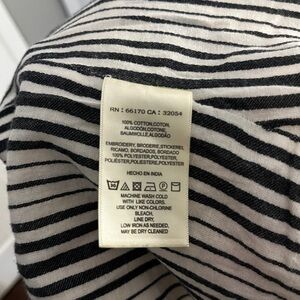 RN : 66170 CA : 32054
100% COTTON,COTON,
ALGODÓN,COTONE,
BAUMWOLLE,ALGODÃO
EMBROIDERY, BRODERIE,STICKEREI,
RICAMO, BORDADOS, BORDADO
100% POLYESTER,POLYESTER,
POLIÉSTER,POLIESTERE,
POLYESTER,POLIÉSTER
HECHO EN INDIA
MACHINE WASH COLD
WITH LIKE COLORS.
USE ONLY NON-CHLORINE
BLEACH.
LINE DRY.
LOW IRON AS NEEDED.
MAY BE DRY CLEANED